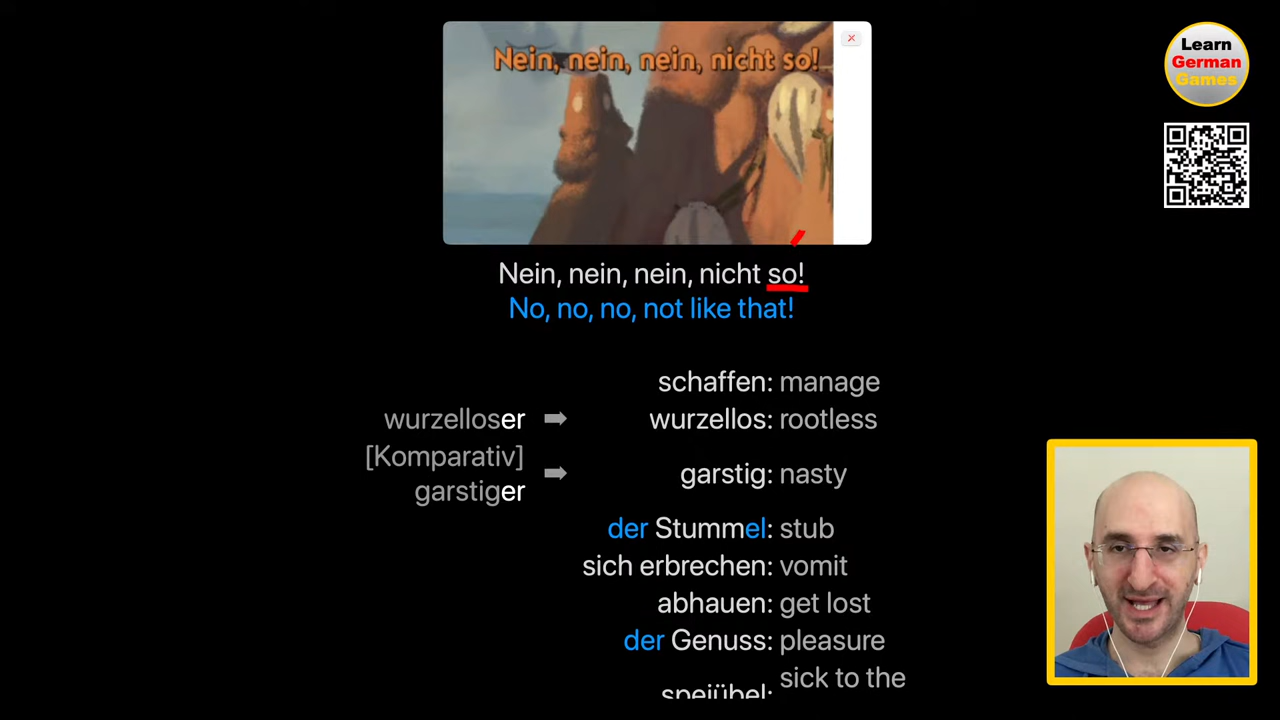 Nein, nein, nein, nicht so!
Learn
German
Games
Nein, nein, nein, nicht so!
No, no, no, not like that!
schaffen: manage
wurzelloser ➡ wurzellos: rootless
[Komparativ]
garstiger ➡ garstig: nasty
der Stummel: stub
sich erbrechen: vomit
abhauen: get lost
der Genuss: pleasure
speiübel: sick to the